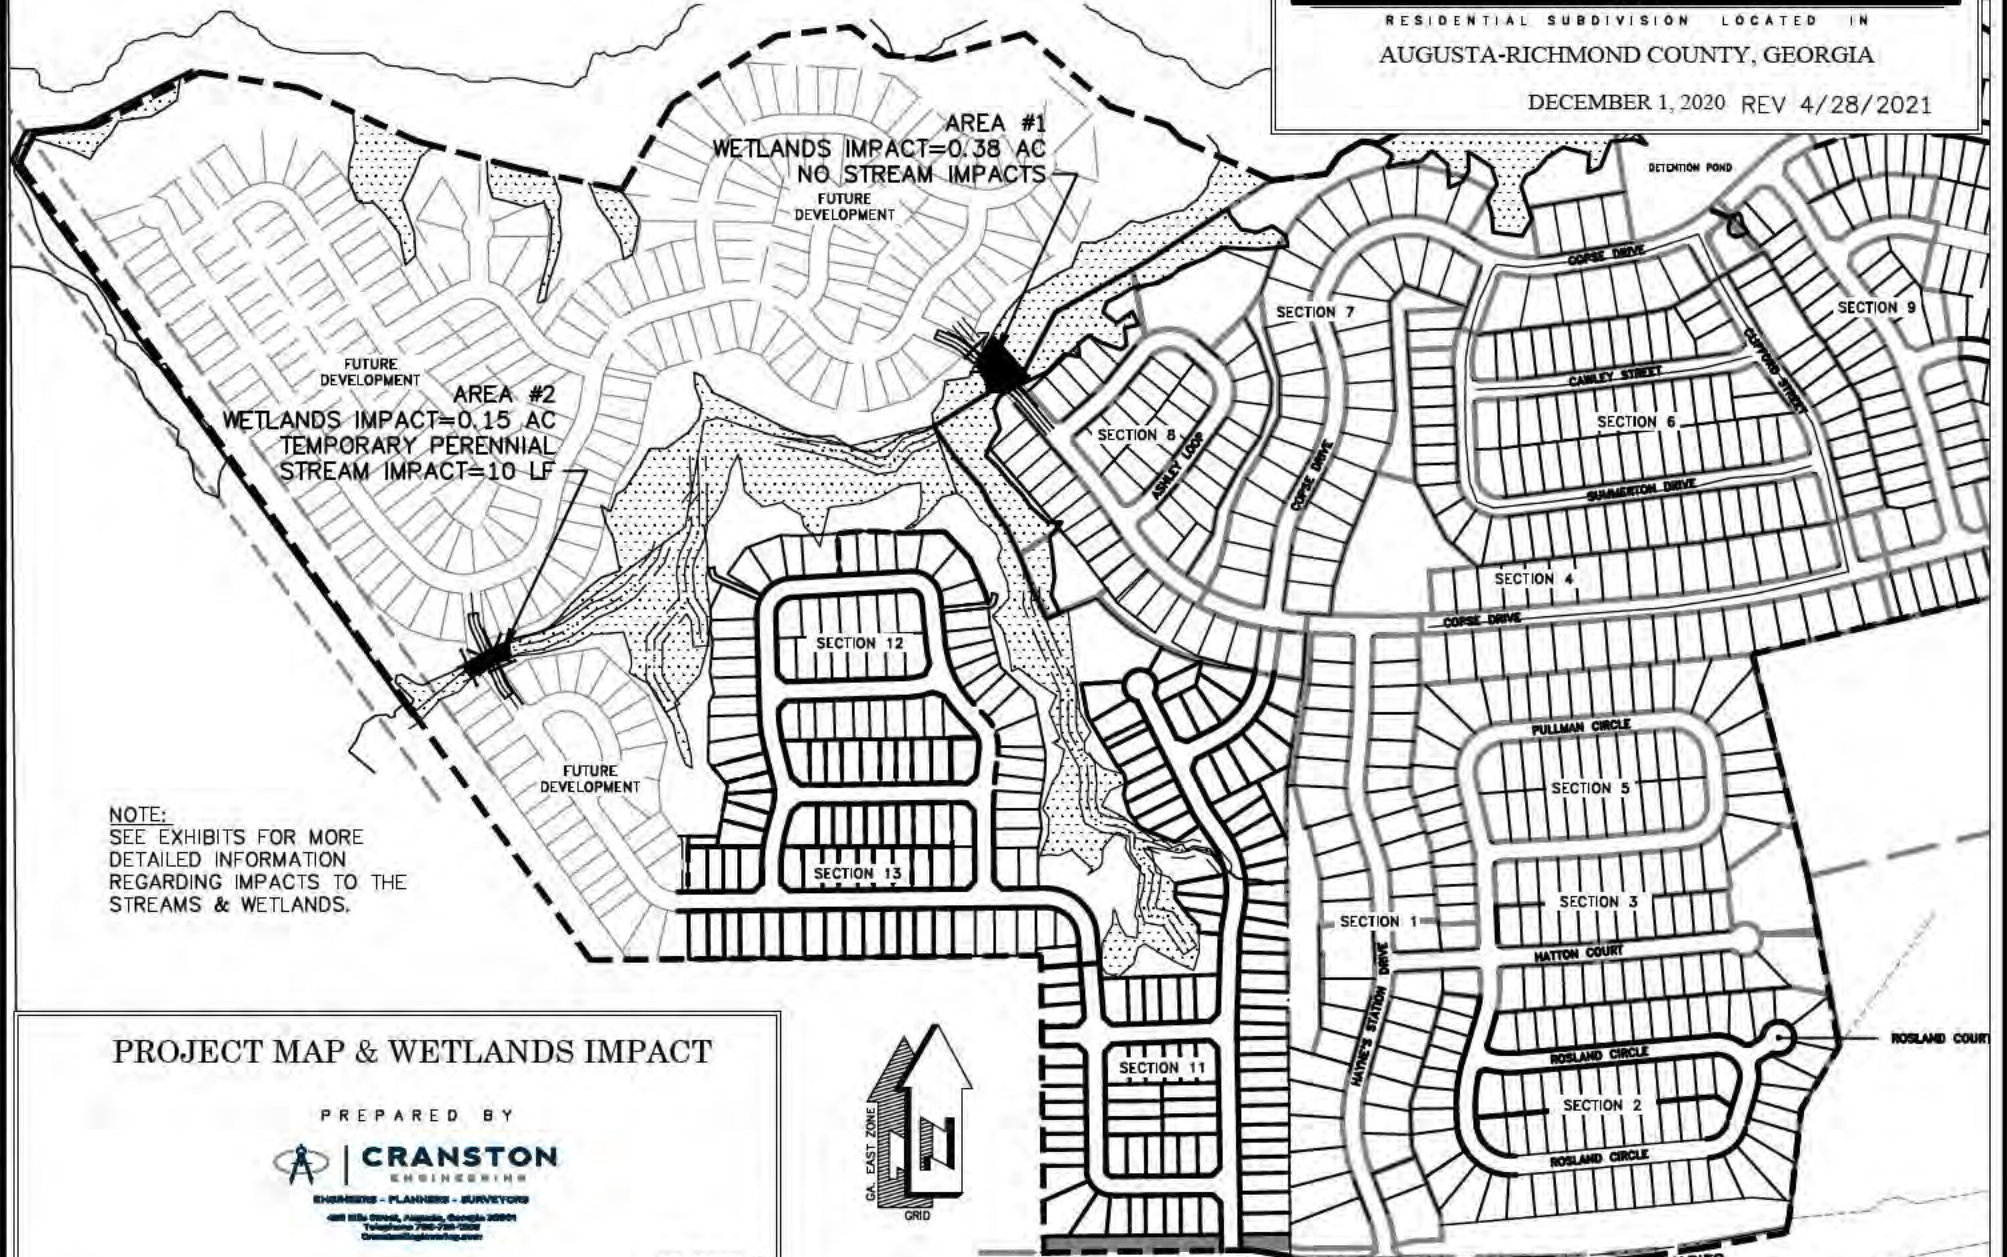 RESIDENTIAL SUBDIVISION LOCATED IN
AUGUSTA-RICHMOND COUNTY, GEORGIA
DECEMBER 1, 2020 REV 4/28/2021
AREA #1
WETLANDS IMPACT=0.38 AC
NO STREAM IMPACTS
FUTURE
DEVELOPMENT
DETENTION POND
COPSE DRIVE
SECTION 7
SECTION 9
CLIFFORD STREET
FUTURE
DEVELOPMENT
CAWLEY STREET
AREA #2
WETLANDS IMPACT=0.15 AC
TEMPORARY PERENNIAL
STREAM IMPACT=10 LF
SECTION 6
SECTION 8
ASHLEY LOOP
COPSE DRIVE
SUMMERTON DRIVE
SECTION 4
COPSE DRIVE
SECTION 12
PULLMAN CIRCLE
FUTURE
DEVELOPMENT
SECTION 5
NOTE:
SEE EXHIBITS FOR MORE
DETAILED INFORMATION
REGARDING IMPACTS TO THE
STREAMS & WETLANDS.
SECTION 13
SECTION 3
SECTION 1
HATTON COURT
HAYNE'S STATION DRIVE
ROSLAND COURT
ROSLAND CIRCLE
SECTION 11
SECTION 2
ROSLAND CIRCLE
PROJECT MAP & WETLANDS IMPACT
PREPARED BY
CRANSTON
ENGINEERING
ENGINEERS - PLANNERS - SURVEYORS
Street, Augusta, Georgia
Telephone
GA. EAST ZONE
GRID